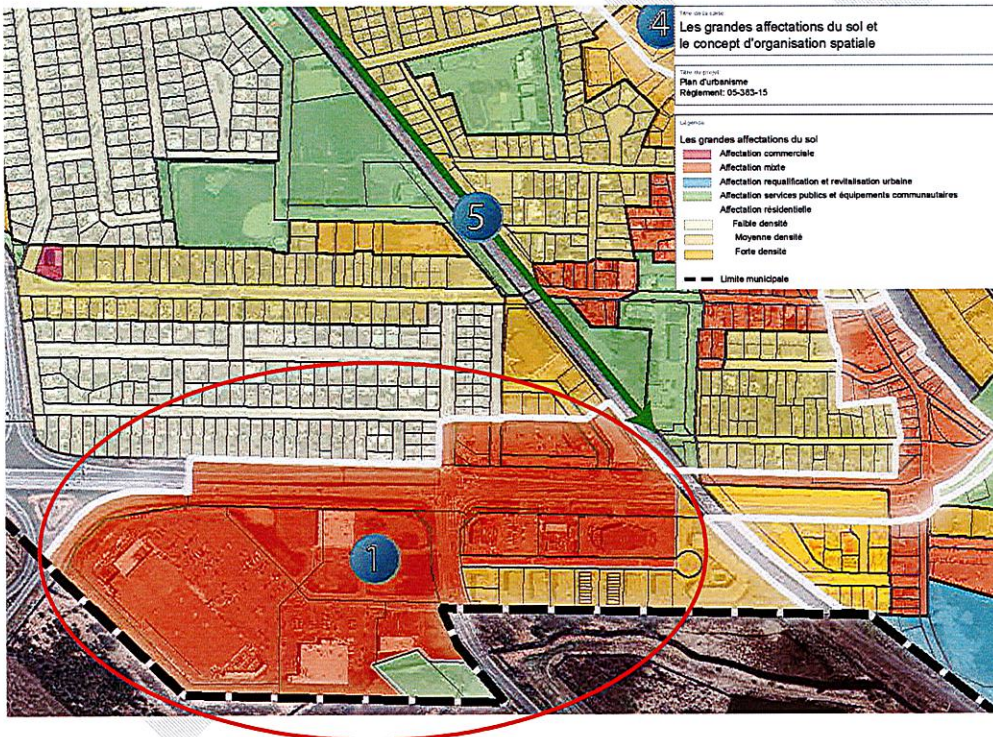 4
Titre de la carte
Les grandes affectations du sol et
le concept d'organisation spatiale
Titre du projet
Plan d'urbanisme
Règlement: 05-383-15
Légende
Les grandes affectations du sol
Affectation commerciale
Affectation mixte
Affectation requalification et revitalisation urbaine
Affectation services publics et équipements communautaires
Affectation résidentielle
Faible densité
Moyenne densité
Forte densité
Limite municipale
5
1